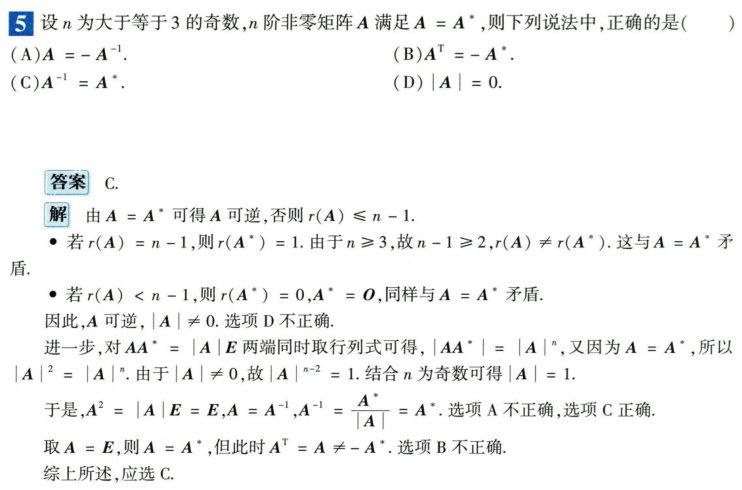 5 设 n 为大于等于 3 的奇数,n 阶非零矩阵 A 满足 A = A*,则下列说法中,正确的是(  )
(A)A = - A⁻¹.  (B)Aᵀ = - A*.
(C)A⁻¹ = A*.  (D)|A| = 0.
答案 C.
解 由 A = A* 可得 A 可逆,否则 r(A) ≤ n - 1.
• 若 r(A) = n - 1,则 r(A*) = 1. 由于 n ≥ 3,故 n - 1 ≥ 2,r(A) ≠ r(A*). 这与 A = A* 矛
盾.
• 若 r(A) < n - 1,则 r(A*) = 0,A* = O,同样与 A = A* 矛盾.
因此,A 可逆, |A| ≠ 0. 选项 D 不正确.
进一步,对 AA* = |A|E 两端同时取行列式可得, |AA*| = |A|ⁿ,又因为 A = A*,所以
|A|² = |A|ⁿ. 由于 |A| ≠ 0,故 |A|ⁿ⁻² = 1. 结合 n 为奇数可得 |A| = 1.
于是,A² = |A|E = E,A = A⁻¹,A⁻¹ = A*/|A| = A*. 选项 A 不正确,选项 C 正确.
取 A = E,则 A = A*,但此时 Aᵀ = A ≠ - A*. 选项 B 不正确.
综上所述,应选 C.